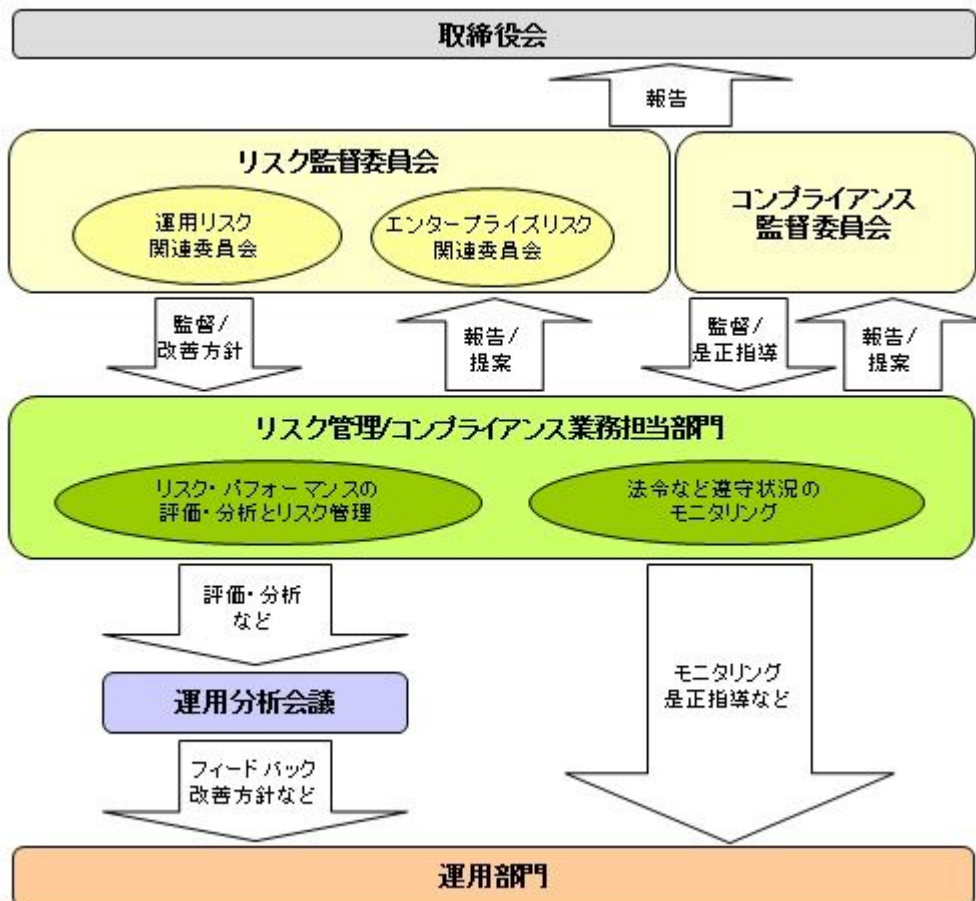 取締役会
報告
リスク監督委員会
運用リスク
関連委員会
エンタープライズリスク
関連委員会
コンプライアンス
監督委員会
監督/
改善方針
報告/
提案
監督/
是正指導
報告/
提案
リスク管理/コンプライアンス業務担当部門
リスク・パフォーマンスの
評価・分析とリスク管理
法令など遵守状況の
モニタリング
評価・分析
など
運用分析会議
モニタリング
是正指導など
フィードバック
改善方針など
運用部門